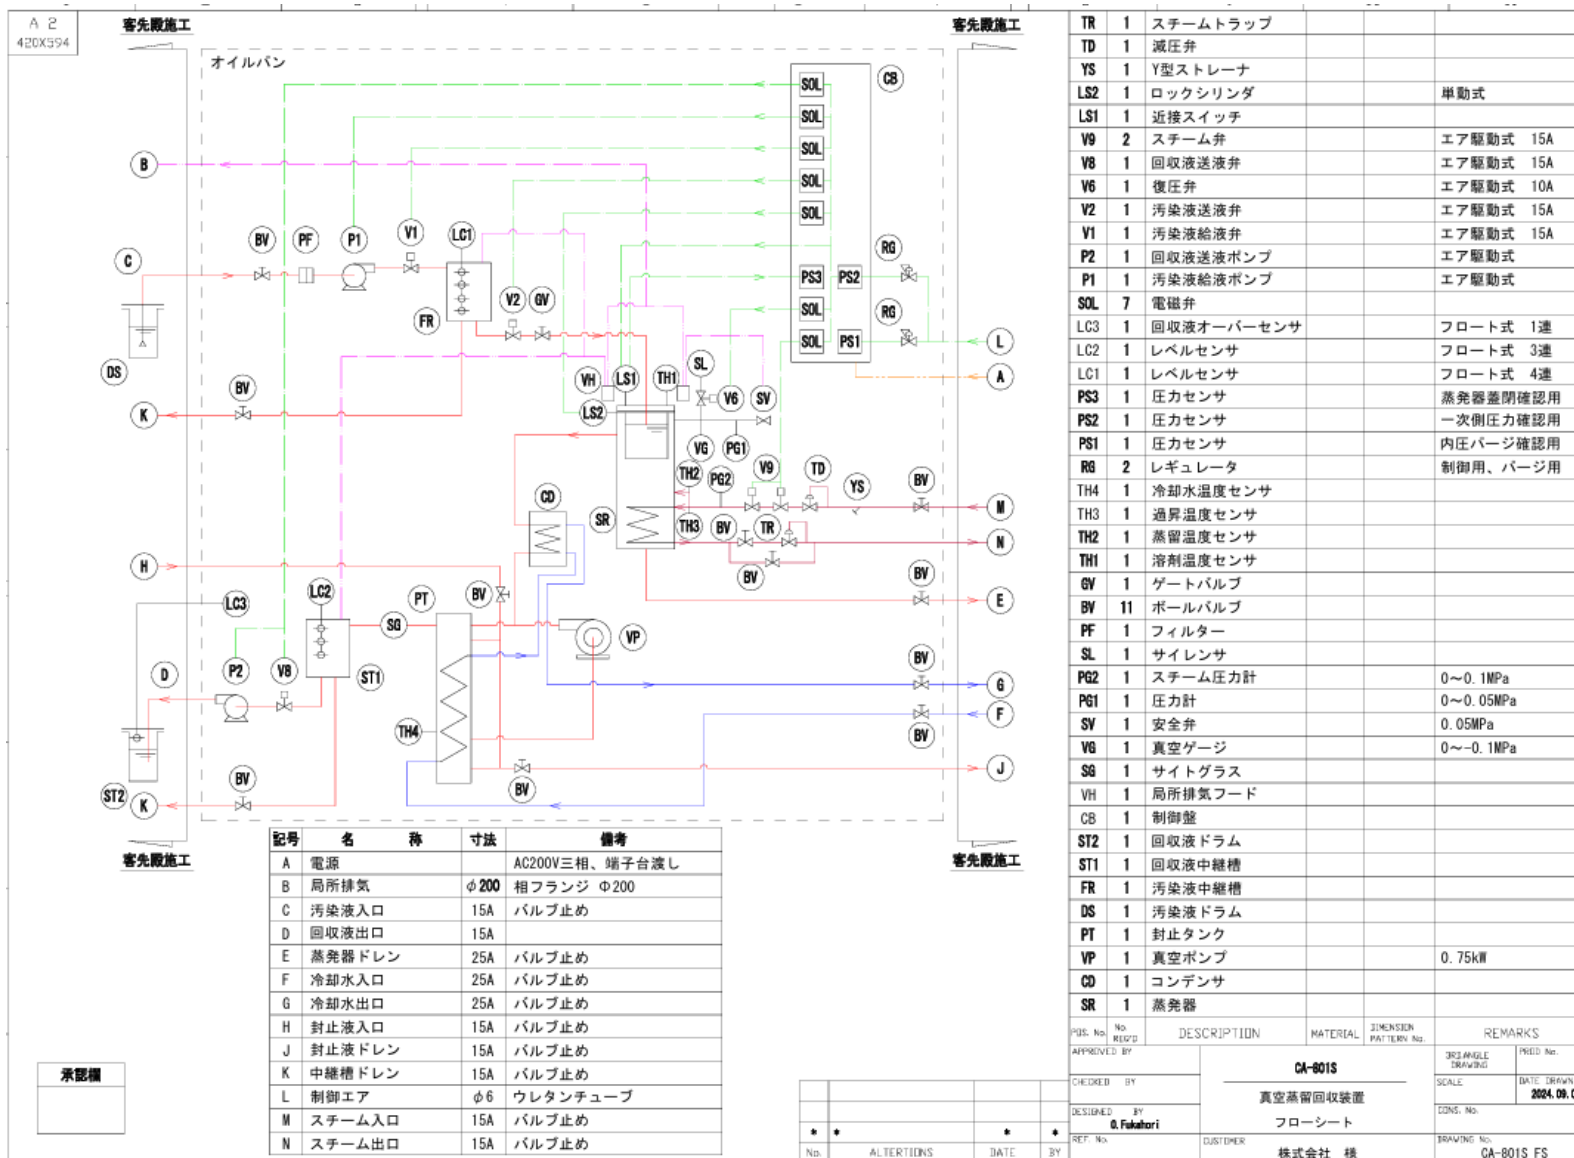 A 2
420X594
客先殿施工
客先殿施工
オイルパン
CB
SOL
SOL
SOL
SOL
SOL
PS3
PS2
SOL
SOL
PS1
RG
RG
B
C
BV
PF
P1
V1
LC1
FR
V2
GV
DS
K
BV
VH
LS1
TH1
SL
LS2
V6
SV
VG
PG1
L
A
TH2
PG2
V9
TD
YS
BV
M
CD
SR
TH3
BV
TR
N
BV
H
BV
E
LC3
LC2
PT
BV
SG
VP
D
P2
V8
ST1
BV
G
F
TH4
BV
ST2
K
BV
BV
J
客先殿施工
客先殿施工
記号 名 称 寸法 備考
A 電源 AC200V三相、端子台渡し
B 局所排気 φ200 相フランジ Φ200
C 汚染液入口 15A バルブ止め
D 回収液出口 15A
E 蒸発器ドレン 25A バルブ止め
F 冷却水入口 25A バルブ止め
G 冷却水出口 25A バルブ止め
H 封止液入口 15A バルブ止め
J 封止液ドレン 15A バルブ止め
K 中継槽ドレン 15A バルブ止め
L 制御エア φ6 ウレタンチューブ
M スチーム入口 15A バルブ止め
N スチーム出口 15A バルブ止め
承認欄
TR 1 スチームトラップ
TD 1 減圧弁
YS 1 Y型ストレーナ
LS2 1 ロックシリンダ 単動式
LS1 1 近接スイッチ
V9 2 スチーム弁 エア駆動式 15A
V8 1 回収液送液弁 エア駆動式 15A
V6 1 復圧弁 エア駆動式 10A
V2 1 汚染液送液弁 エア駆動式 15A
V1 1 汚染液給液弁 エア駆動式 15A
P2 1 回収液送液ポンプ エア駆動式
P1 1 汚染液給液ポンプ エア駆動式
SOL 7 電磁弁
LC3 1 回収液オーバーセンサ フロート式 1連
LC2 1 レベルセンサ フロート式 3連
LC1 1 レベルセンサ フロート式 4連
PS3 1 圧力センサ 蒸発器蓋閉確認用
PS2 1 圧力センサ 一次側圧力確認用
PS1 1 圧力センサ 内圧パージ確認用
RG 2 レギュレータ 制御用、パージ用
TH4 1 冷却水温度センサ
TH3 1 過昇温度センサ
TH2 1 蒸留温度センサ
TH1 1 溶剤温度センサ
GV 1 ゲートバルブ
BV 11 ボールバルブ
PF 1 フィルター
SL 1 サイレンサ
PG2 1 スチーム圧力計 0～0.1MPa
PG1 1 圧力計 0～0.05MPa
SV 1 安全弁 0.05MPa
VG 1 真空ゲージ 0～-0.1MPa
SG 1 サイトグラス
VH 1 局所排気フード
CB 1 制御盤
ST2 1 回収液ドラム
ST1 1 回収液中継槽
FR 1 汚染液中継槽
DS 1 汚染液ドラム
PT 1 封止タンク
VP 1 真空ポンプ 0.75kW
CD 1 コンデンサ
SR 1 蒸発器
POS. No. No. REQ'D DESCRIPTION MATERIAL DIMENSION PATTERN No. REMARKS
APPROVED BY
CHECKED BY
DESIGNED BY
O.Fukahori
REF. No.
CA-801S
真空蒸留回収装置
フローシート
CUSTOMER
株式会社 様
3RD ANGLE DRAWING
PROD No.
SCALE
DATE DRAWN
2024.09.0
CONS. No.
DRAWING No.
CA-801S FS
* * * *
No. ALTERTIONS DATE BY